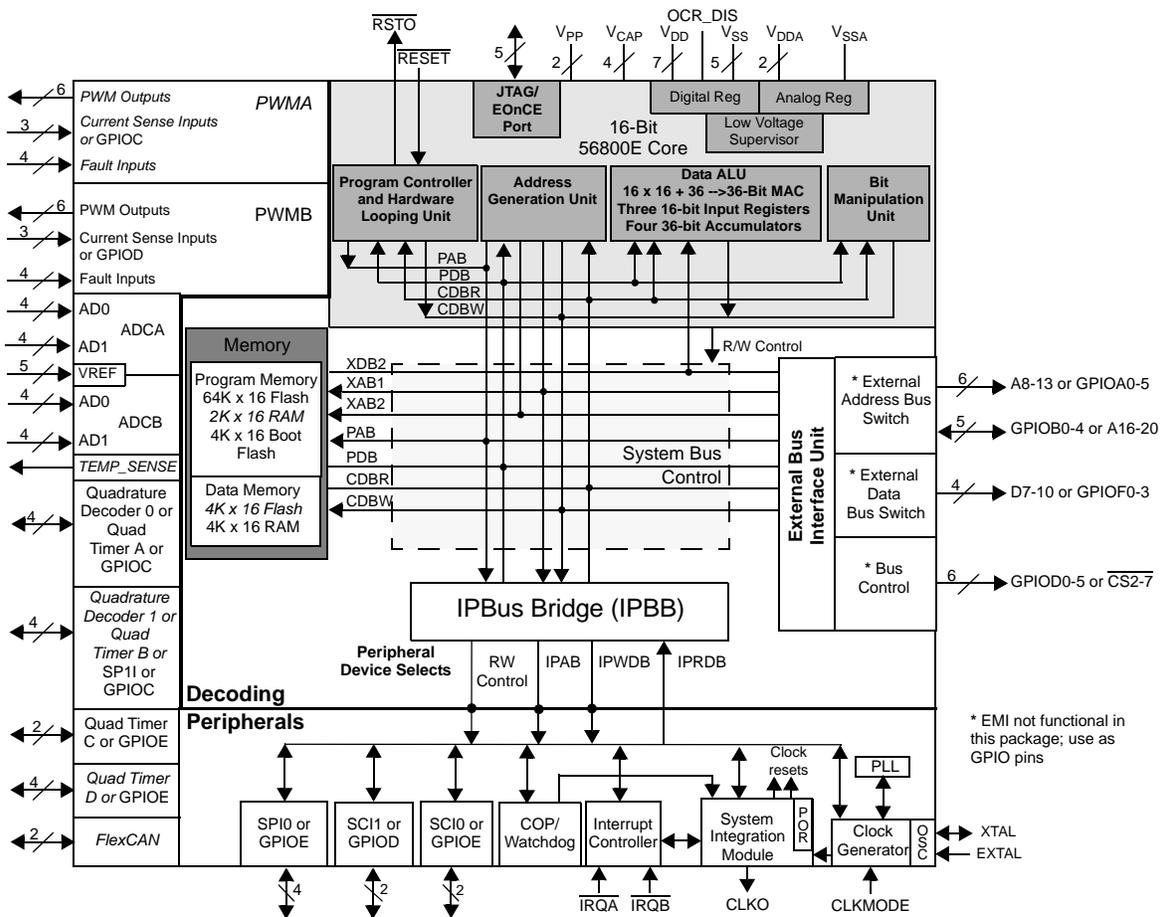 OCR_DIS
RSTO
RESET
5
VPP
2
VCAP
4
VDD
7
VSS
5
VDDA
2
VSSA
JTAG/
EOnCE
Port
Digital Reg
Analog Reg
Low Voltage
Supervisor
16-Bit
56800E Core
6
PWM Outputs
PWMA
3
Current Sense Inputs
or GPIOC
4
Fault Inputs
6
PWM Outputs
PWMB
3
Current Sense Inputs
or GPIOD
4
Fault Inputs
Program Controller
and Hardware
Looping Unit
Address
Generation Unit
Data ALU
16 x 16 + 36 -->36-Bit MAC
Three 16-bit Input Registers
Four 36-bit Accumulators
Bit
Manipulation
Unit
PAB
PDB
CDBR
CDBW
4
AD0
ADCA
4
AD1
5
VREF
4
AD0
ADCB
4
AD1
TEMP_SENSE
4
Quadrature
Decoder 0 or
Quad
Timer A or
GPIOC
4
Quadrature
Decoder 1 or
Quad
Timer B or
SP1I or
GPIOC
2
Quad Timer
C or GPIOE
4
Quad Timer
D or GPIOE
2
FlexCAN
Memory
Program Memory
64K x 16 Flash
2K x 16 RAM
4K x 16 Boot
Flash
Data Memory
4K x 16 Flash
4K x 16 RAM
R/W Control
XDB2
XAB1
XAB2
PAB
PDB
CDBR
CDBW
System Bus
Control
External Bus
Interface Unit
* External
Address Bus
Switch
* External
Data
Bus Switch
* Bus
Control
6
A8-13 or GPIOA0-5
5
GPIOB0-4 or A16-20
4
D7-10 or GPIOF0-3
6
GPIOD0-5 or CS2-7
IPBus Bridge (IPBB)
Peripheral
Device Selects
RW
Control
IPAB
IPWDB
IPRDB
Decoding
Peripherals
* EMI not functional in
this package; use as
GPIO pins
Clock
resets
PLL
SPI0 or
GPIOE
SCI1 or
GPIOD
SCI0 or
GPIOE
COP/
Watchdog
Interrupt
Controller
System
Integration
Module
POR
Clock
Generator
OSC
XTAL
EXTAL
4
2
2
IRQA
IRQB
CLKO
CLKMODE